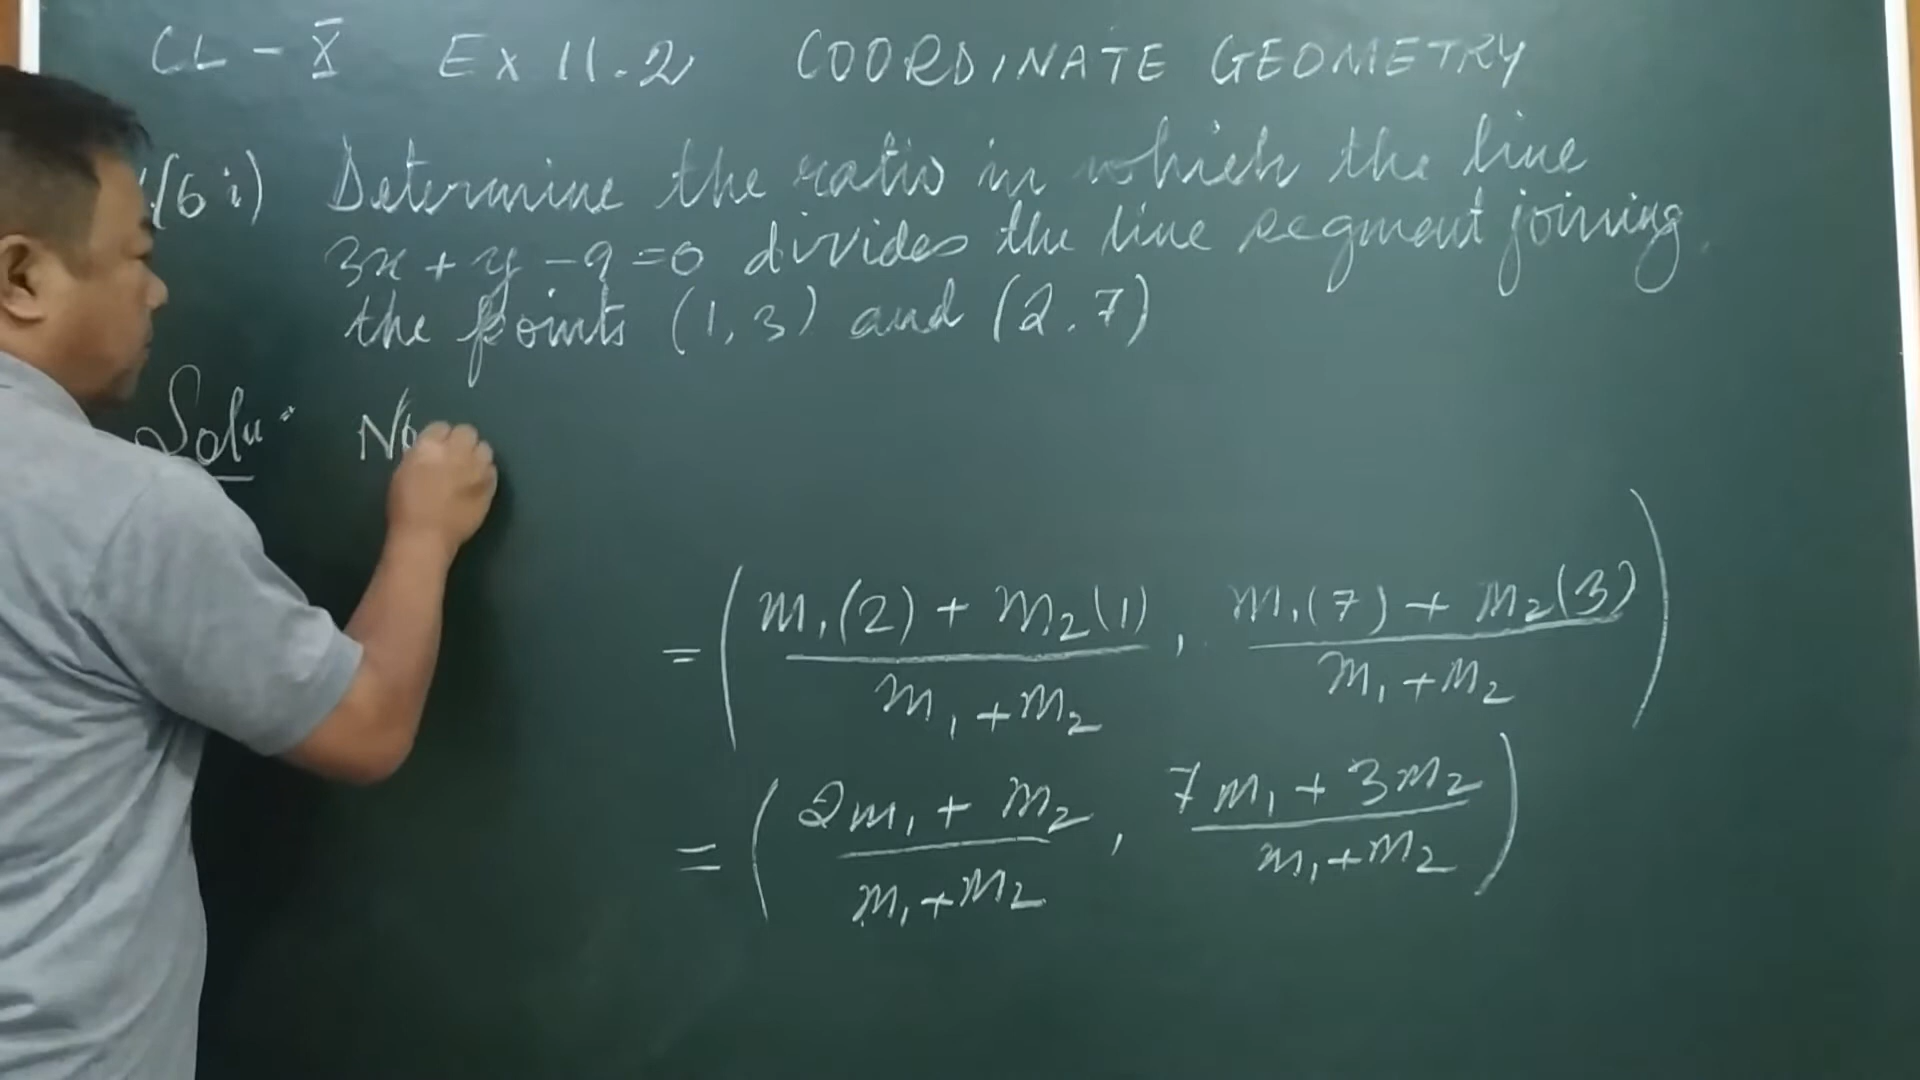 CL - X Ex 11.2 COORDINATE GEOMETRY
(6 i) Determine the ratio in which the line
3x + y - 9 = 0 divides the line segment joining
the points (1, 3) and (2, 7)
Solu
= ( m₁(2) + m₂(1) / m₁ + m₂ , m₁(7) + m₂(3) / m₁ + m₂ )
= ( 2m₁ + m₂ / m₁ + m₂ , 7m₁ + 3m₂ / m₁ + m₂ )